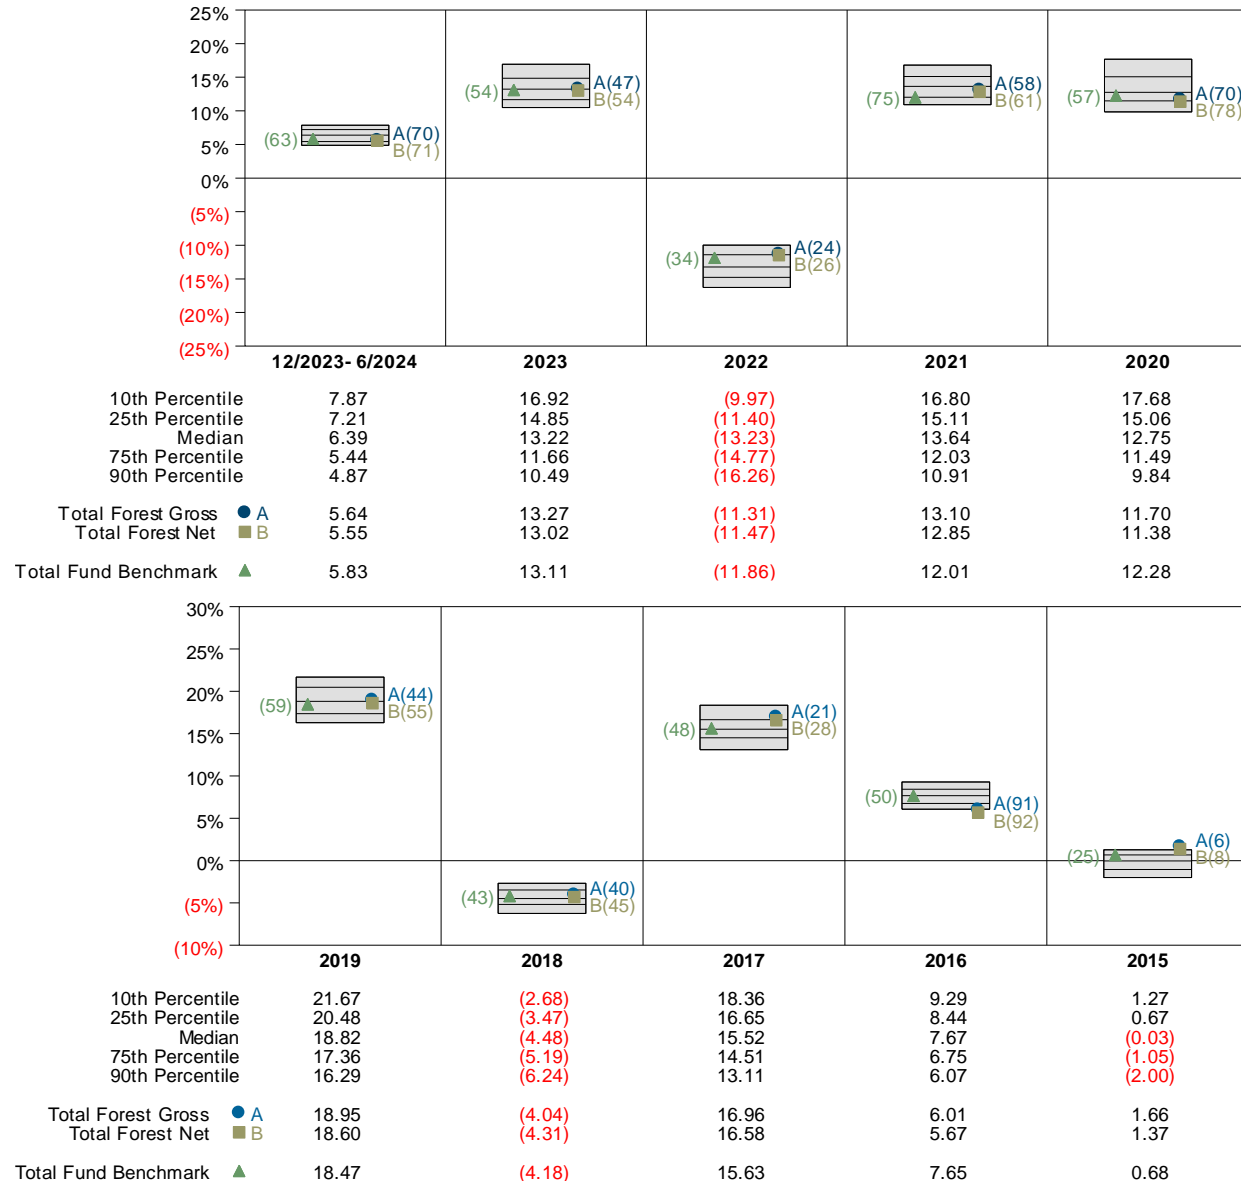 25%
20%
15%
10%
5%
0%
(5%)
(10%)
(15%)
(20%)
(25%)
(63) A(70)
B(71)
(54) A(47)
B(54)
(34) A(24)
B(26)
(75) A(58)
B(61)
(57) A(70)
B(78)
12/2023- 6/2024 2023 2022 2021 2020
10th Percentile 7.87 16.92 (9.97) 16.80 17.68
25th Percentile 7.21 14.85 (11.40) 15.11 15.06
Median 6.39 13.22 (13.23) 13.64 12.75
75th Percentile 5.44 11.66 (14.77) 12.03 11.49
90th Percentile 4.87 10.49 (16.26) 10.91 9.84
Total Forest Gross A 5.64 13.27 (11.31) 13.10 11.70
Total Forest Net B 5.55 13.02 (11.47) 12.85 11.38
Total Fund Benchmark 5.83 13.11 (11.86) 12.01 12.28
30%
25%
20%
15%
10%
5%
0%
(5%)
(10%)
(59) A(44)
B(55)
(43) A(40)
B(45)
(48) A(21)
B(28)
(50) A(91)
B(92)
(25) A(6)
B(8)
2019 2018 2017 2016 2015
10th Percentile 21.67 (2.68) 18.36 9.29 1.27
25th Percentile 20.48 (3.47) 16.65 8.44 0.67
Median 18.82 (4.48) 15.52 7.67 (0.03)
75th Percentile 17.36 (5.19) 14.51 6.75 (1.05)
90th Percentile 16.29 (6.24) 13.11 6.07 (2.00)
Total Forest Gross A 18.95 (4.04) 16.96 6.01 1.66
Total Forest Net B 18.60 (4.31) 16.58 5.67 1.37
Total Fund Benchmark 18.47 (4.18) 15.63 7.65 0.68